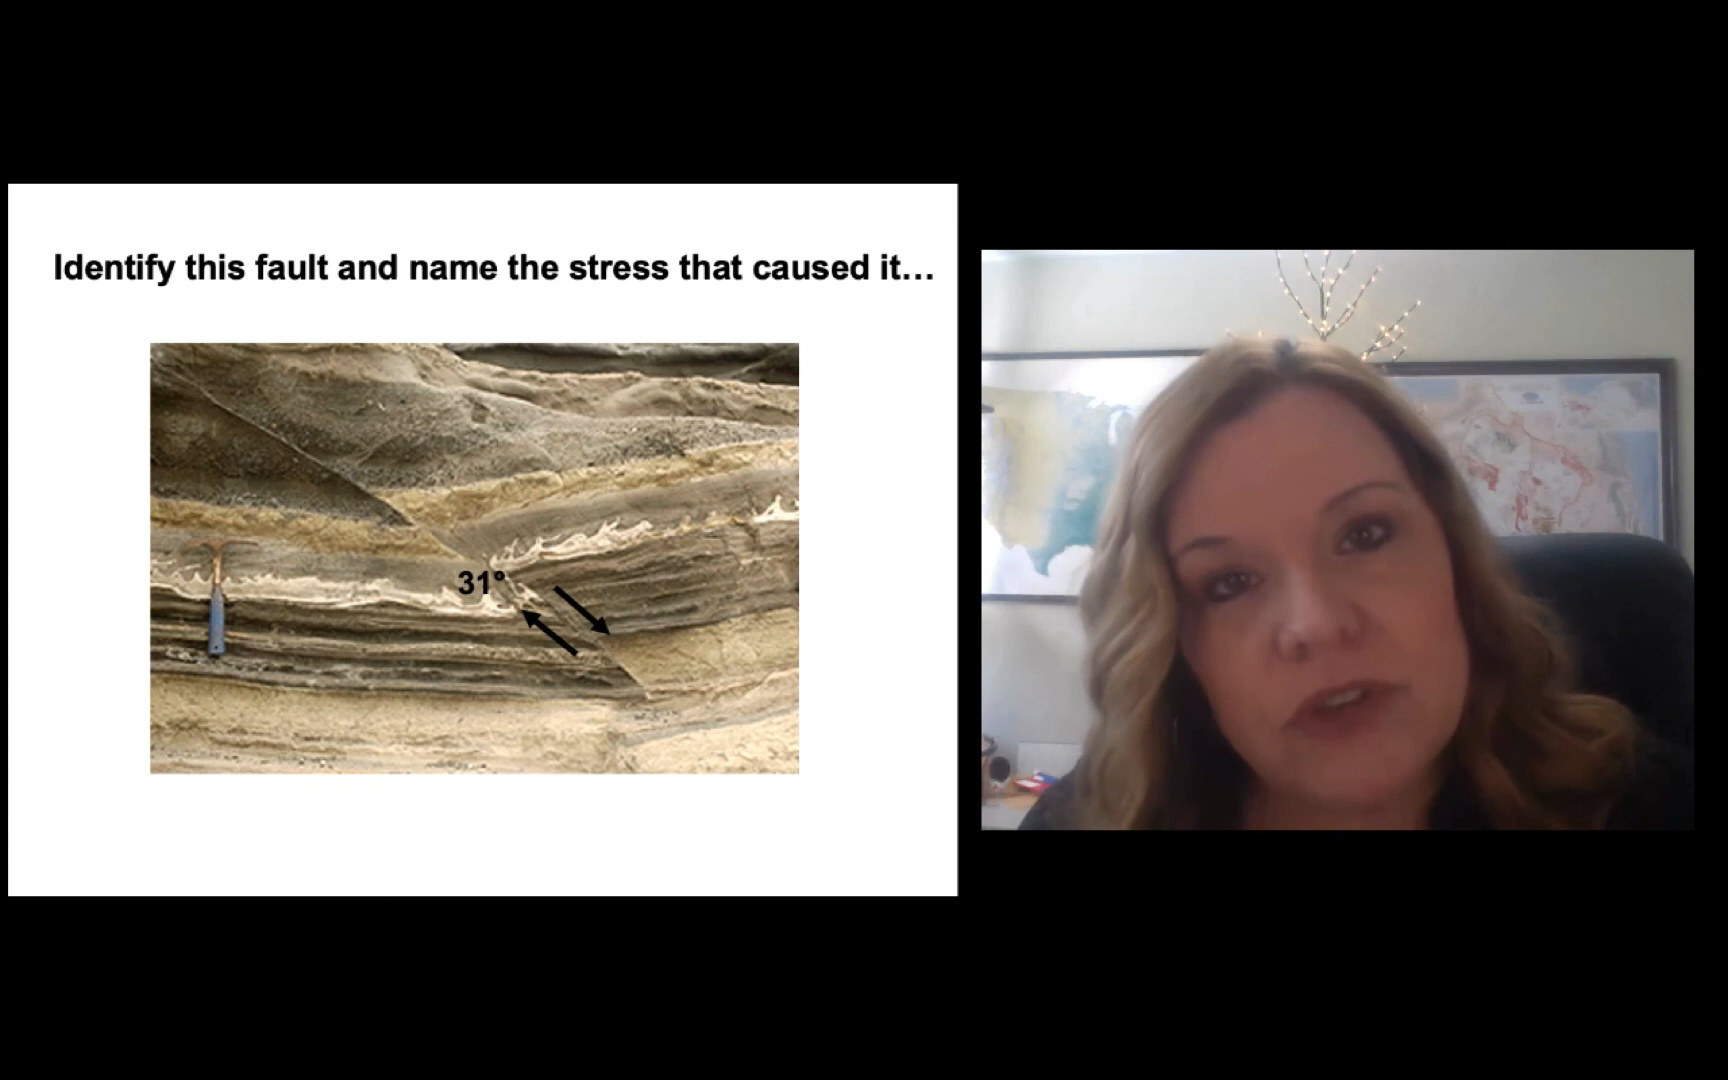 Identify this fault and name the stress that caused it…
31°